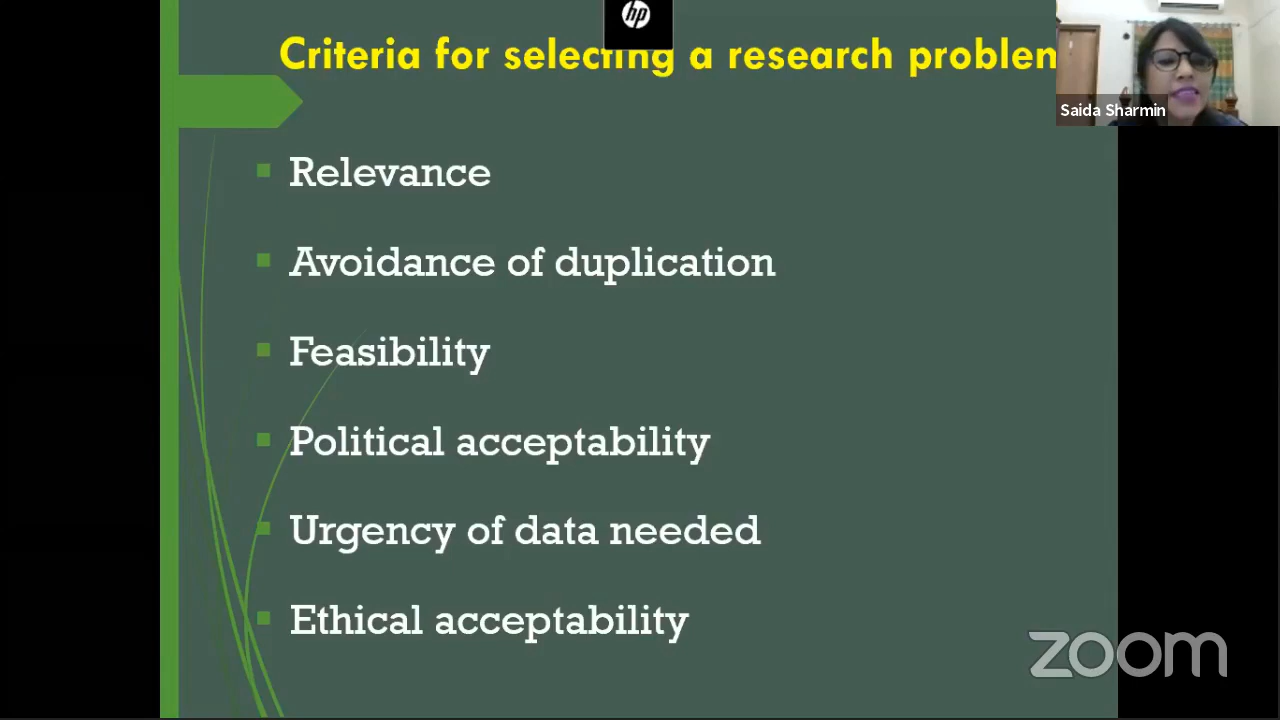 hp
Criteria for selecting a research problem
Saida Sharmin
Relevance
Avoidance of duplication
Feasibility
Political acceptability
Urgency of data needed
Ethical acceptability
zoom